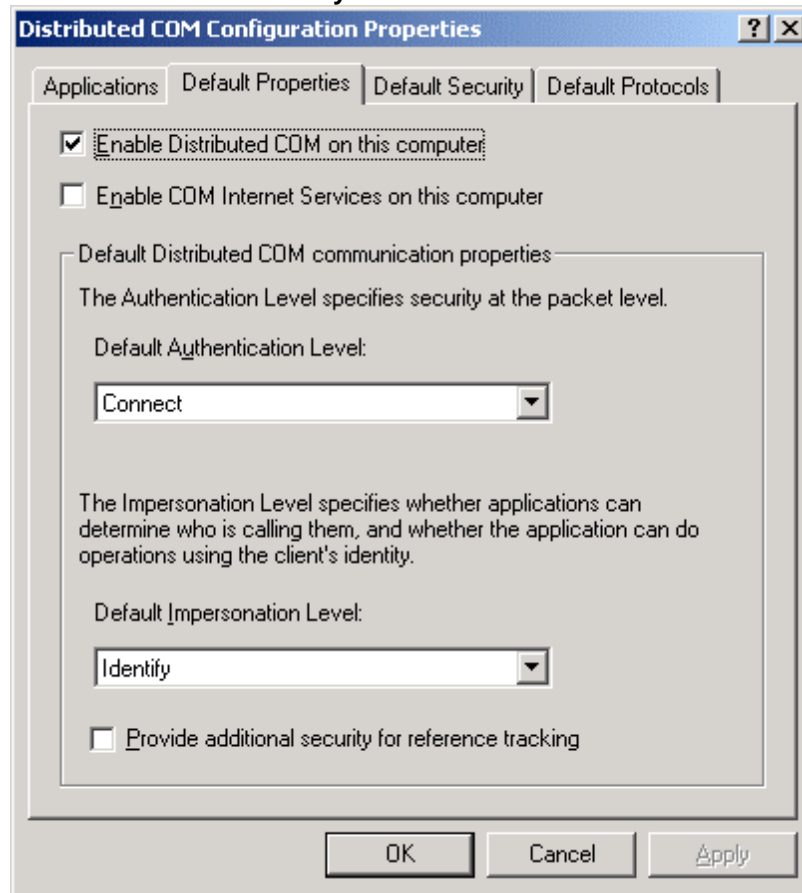 Distributed COM Configuration Properties
Applications Default Properties Default Security Default Protocols
Enable Distributed COM on this computer
Enable COM Internet Services on this computer
Default Distributed COM communication properties
The Authentication Level specifies security at the packet level.
Default Authentication Level:
Connect
The Impersonation Level specifies whether applications can
determine who is calling them, and whether the application can do
operations using the client's identity.
Default Impersonation Level:
Identify
Provide additional security for reference tracking
OK Cancel Apply